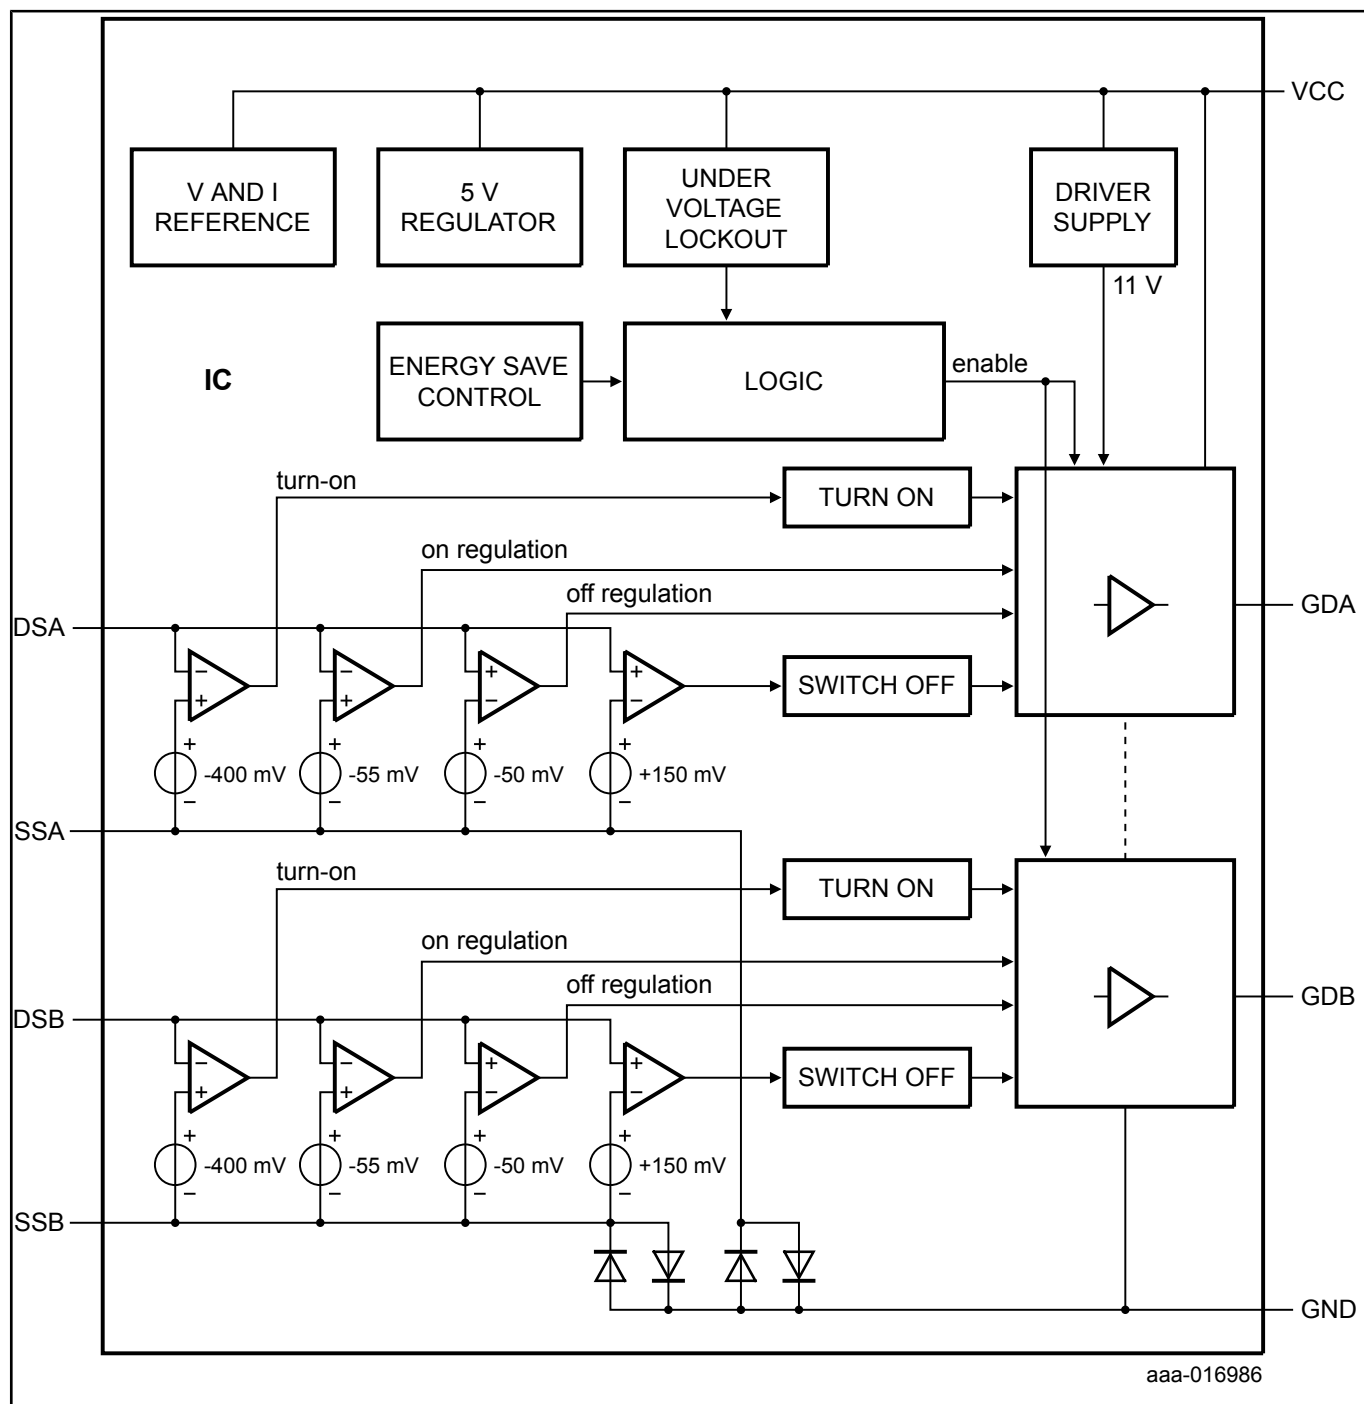 VCC
V AND I
REFERENCE
5 V
REGULATOR
UNDER
VOLTAGE
LOCKOUT
DRIVER
SUPPLY
11 V
IC
ENERGY SAVE
CONTROL
LOGIC
enable
turn-on
TURN ON
on regulation
off regulation
DSA
GDA
− + − + + − + −
SWITCH OFF
+ + + +
-400 mV -55 mV -50 mV +150 mV
− − − −
SSA
turn-on
TURN ON
on regulation
off regulation
DSB
GDB
− + − + + − + −
SWITCH OFF
+ + + +
-400 mV -55 mV -50 mV +150 mV
− − − −
SSB
GND
aaa-016986